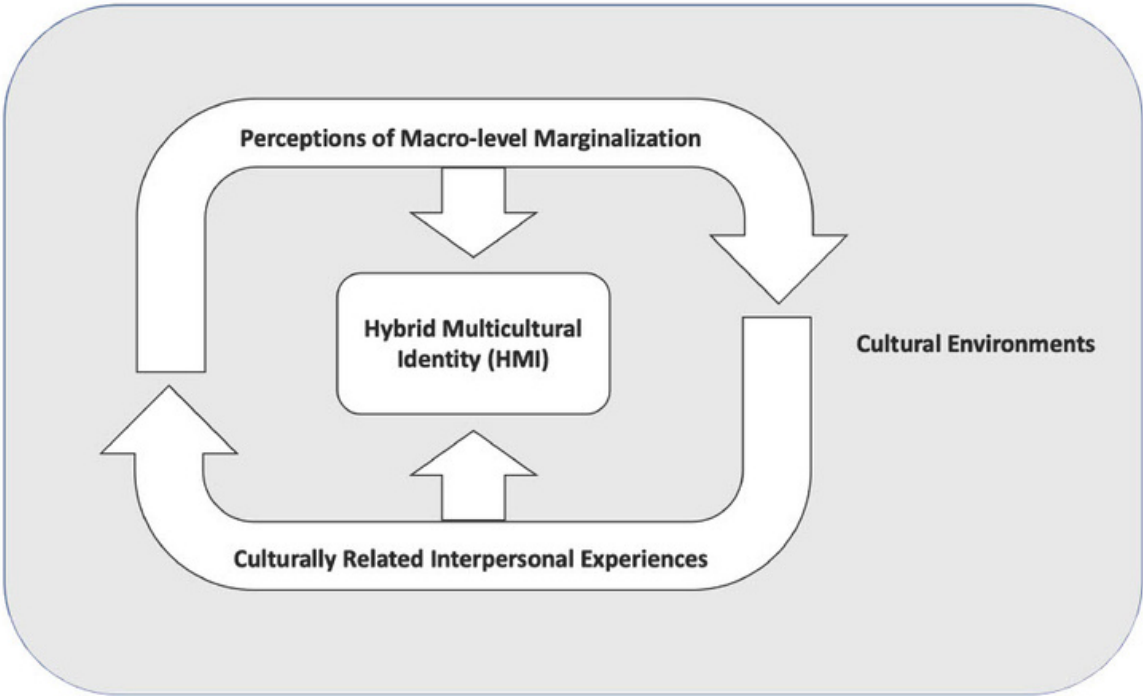 Perceptions of Macro-level Marginalization
Hybrid Multicultural
Identity (HMI)
Cultural Environments
Culturally Related Interpersonal Experiences